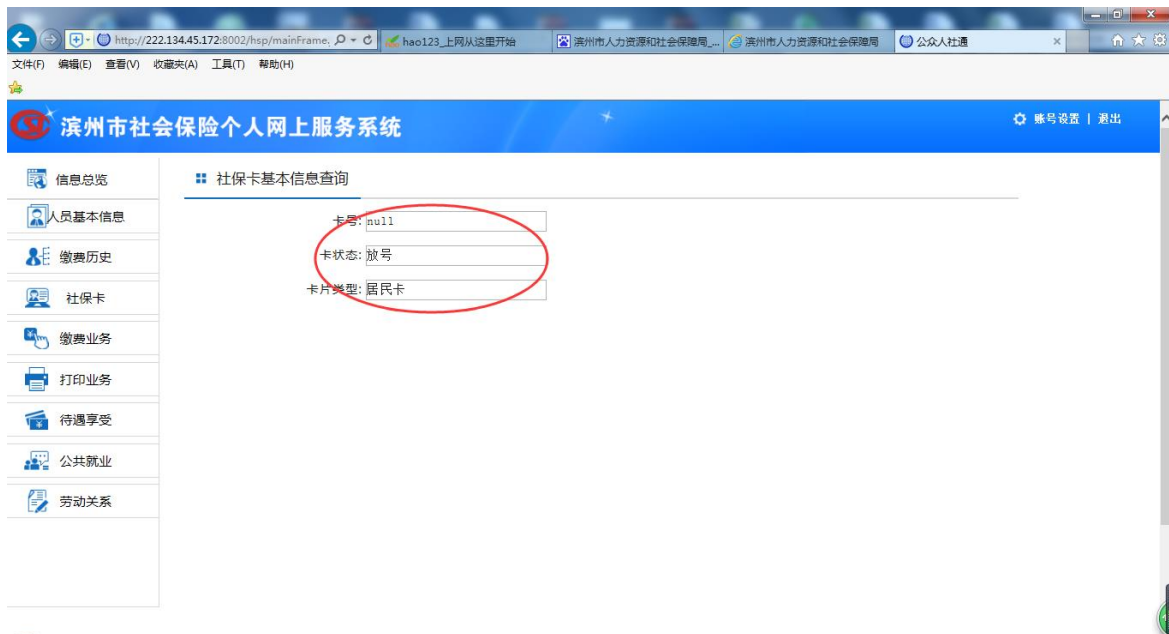 http://222.134.45.172:8002/hsp/mainFrame. hao123_上网从这里开始 滨州市人力资源和社会保障局_... 滨州市人力资源和社会保障局 公众人社通
文件(F) 编辑(E) 查看(V) 收藏夹(A) 工具(T) 帮助(H)
滨州市社会保险个人网上服务系统 账号设置 | 退出
信息总览
人员基本信息
缴费历史
社保卡
缴费业务
打印业务
待遇享受
公共就业
劳动关系
社保卡基本信息查询
卡号: null
卡状态: 放号
卡片类型: 居民卡